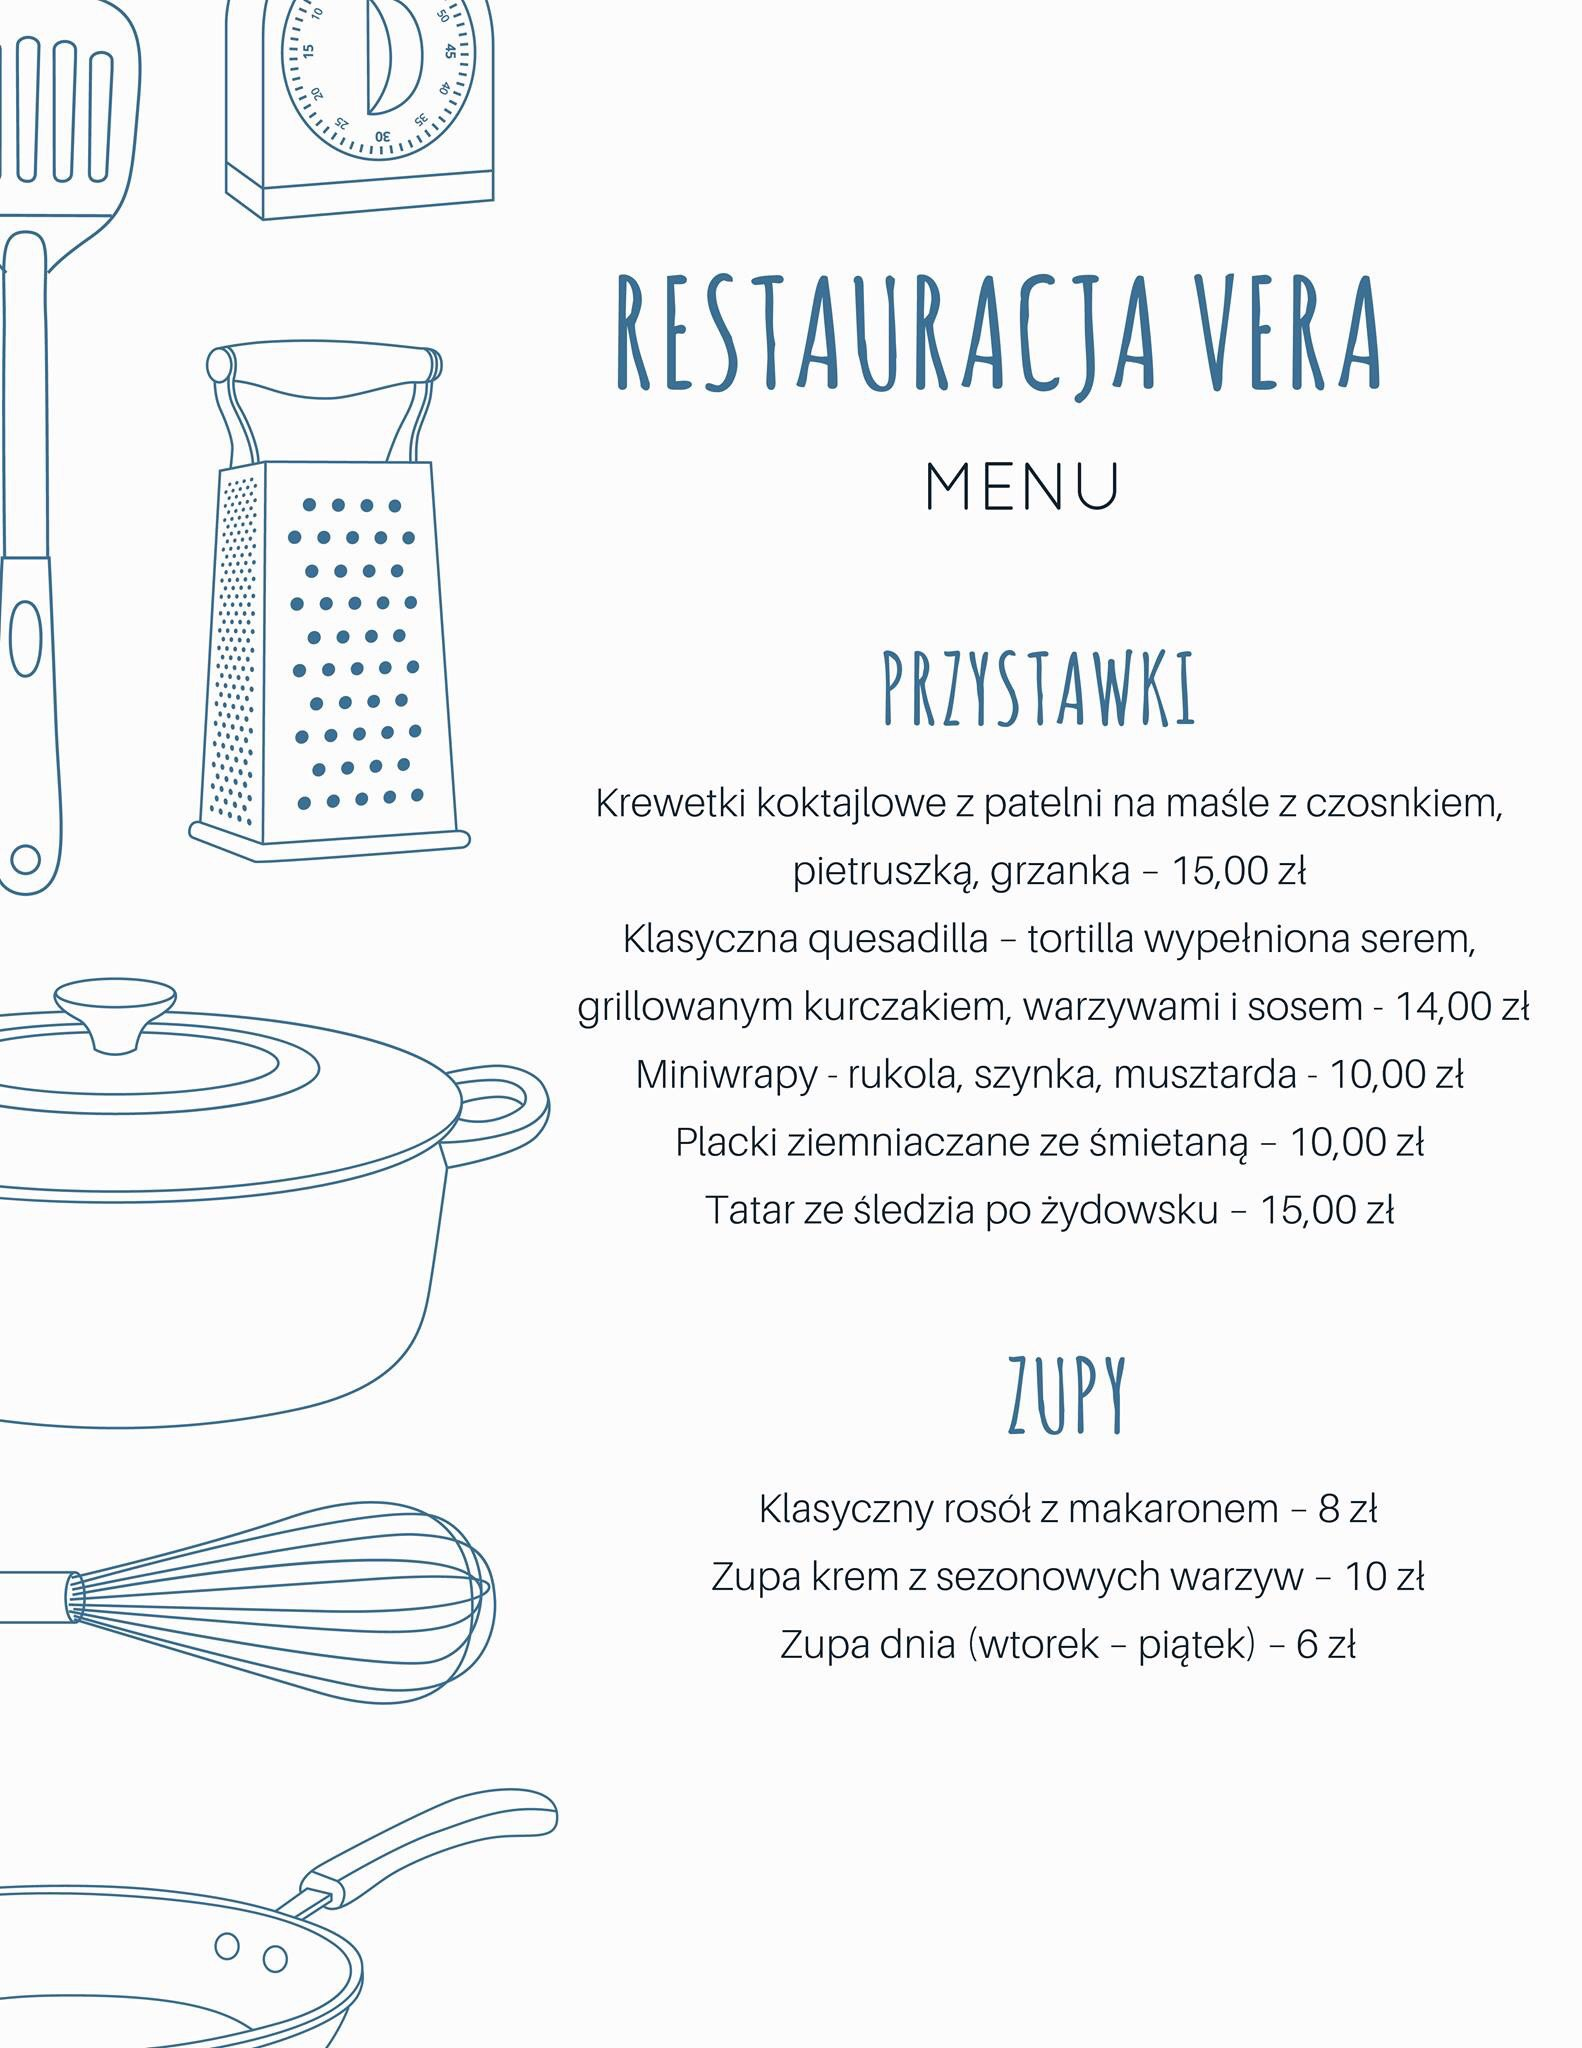 10
15
20
25
30
35
40
45
50
RESTAURACJA VERA
MENU
PRZYSTAWKI
Krewetki koktajlowe z patelni na maśle z czosnkiem,
pietruszką, grzanka – 15,00 zł
Klasyczna quesadilla – tortilla wypełniona serem,
grillowanym kurczakiem, warzywami i sosem - 14,00 zł
Miniwrapy - rukola, szynka, musztarda - 10,00 zł
Placki ziemniaczane ze śmietaną – 10,00 zł
Tatar ze śledzia po żydowsku – 15,00 zł
ZUPY
Klasyczny rosół z makaronem – 8 zł
Zupa krem z sezonowych warzyw – 10 zł
Zupa dnia (wtorek – piątek) – 6 zł